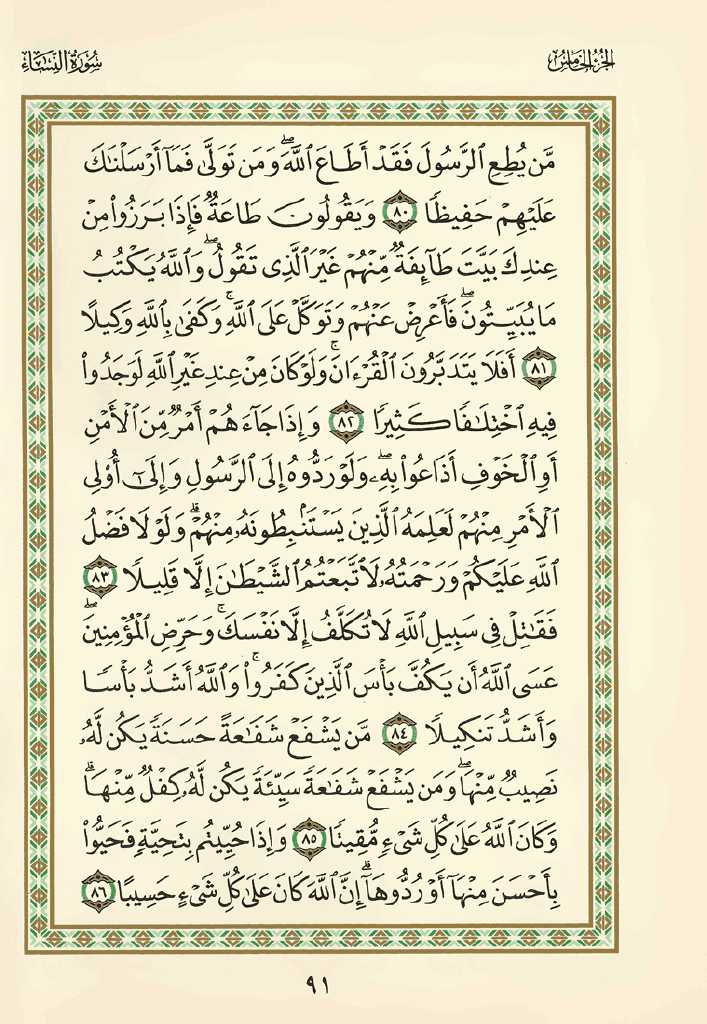 الجزء الخامس
سورة النساء
مَّن يُطِعِ ٱلرَّسُولَ فَقَدْ أَطَاعَ ٱللَّهَۖ وَمَن تَوَلَّىٰ فَمَآ أَرْسَلْنَٰكَ
عَلَيْهِمْ حَفِيظًا ٨٠ وَيَقُولُونَ طَاعَةٌ فَإِذَا بَرَزُوا۟ مِنْ
عِندِكَ بَيَّتَ طَآئِفَةٌ مِّنْهُمْ غَيْرَ ٱلَّذِى تَقُولُۖ وَٱللَّهُ يَكْتُبُ
مَا يُبَيِّتُونَۖ فَأَعْرِضْ عَنْهُمْ وَتَوَكَّلْ عَلَى ٱللَّهِۚ وَكَفَىٰ بِٱللَّهِ وَكِيلًا
٨١ أَفَلَا يَتَدَبَّرُونَ ٱلْقُرْءَانَۚ وَلَوْ كَانَ مِنْ عِندِ غَيْرِ ٱللَّهِ لَوَجَدُوا۟
فِيهِ ٱخْتِلَٰفًا كَثِيرًا ٨٢ وَإِذَا جَآءَهُمْ أَمْرٌ مِّنَ ٱلْأَمْنِ
أَوِ ٱلْخَوْفِ أَذَاعُوا۟ بِهِۦۖ وَلَوْ رَدُّوهُ إِلَى ٱلرَّسُولِ وَإِلَىٰٓ أُو۟لِى
ٱلْأَمْرِ مِنْهُمْ لَعَلِمَهُ ٱلَّذِينَ يَسْتَنۢبِطُونَهُۥ مِنْهُمْۗ وَلَوْلَا فَضْلُ
ٱللَّهِ عَلَيْكُمْ وَرَحْمَتُهُۥ لَٱتَّبَعْتُمُ ٱلشَّيْطَٰنَ إِلَّا قَلِيلًا ٨٣
فَقَٰتِلْ فِى سَبِيلِ ٱللَّهِ لَا تُكَلَّفُ إِلَّا نَفْسَكَۚ وَحَرِّضِ ٱلْمُؤْمِنِينَۖ
عَسَى ٱللَّهُ أَن يَكُفَّ بَأْسَ ٱلَّذِينَ كَفَرُوا۟ۚ وَٱللَّهُ أَشَدُّ بَأْسًا
وَأَشَدُّ تَنكِيلًا ٨٤ مَّن يَشْفَعْ شَفَٰعَةً حَسَنَةً يَكُن لَّهُۥ
نَصِيبٌ مِّنْهَاۖ وَمَن يَشْفَعْ شَفَٰعَةً سَيِّئَةً يَكُن لَّهُۥ كِفْلٌ مِّنْهَاۗ
وَكَانَ ٱللَّهُ عَلَىٰ كُلِّ شَىْءٍ مُّقِيتًا ٨٥ وَإِذَا حُيِّيتُم بِتَحِيَّةٍ فَحَيُّوا۟
بِأَحْسَنَ مِنْهَآ أَوْ رُدُّوهَآۗ إِنَّ ٱللَّهَ كَانَ عَلَىٰ كُلِّ شَىْءٍ حَسِيبًا ٨٦
٩١